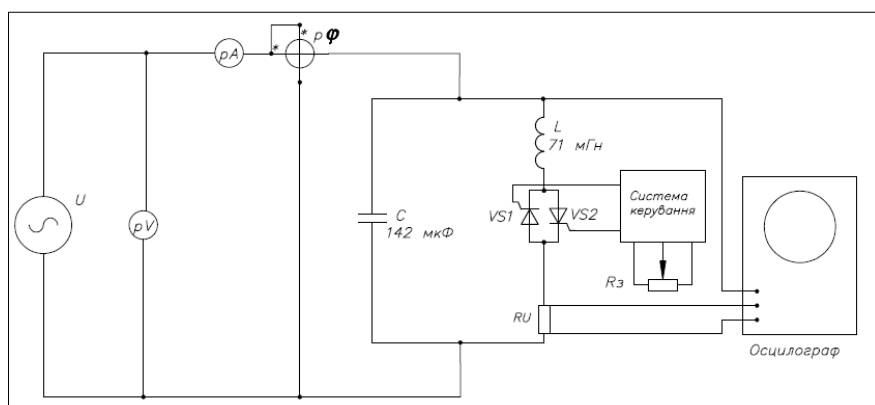 * p φ
pA *
L
71 мГн
U
Система
керування
VS1 VS2
C
142 мкФ
pV
Rз
RU
Осцилограф